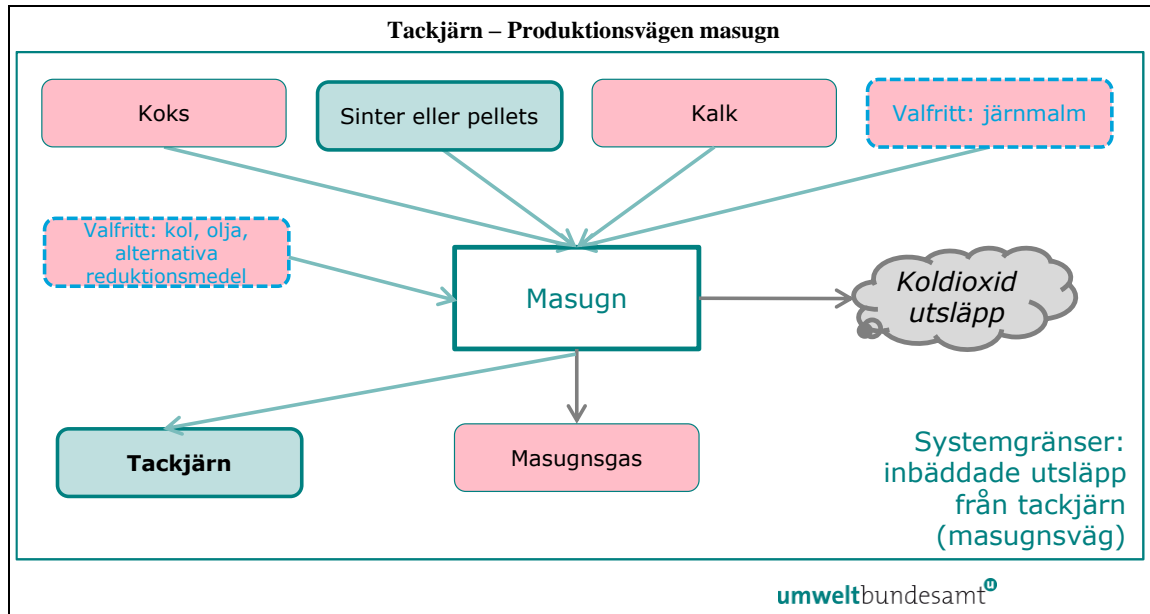 Tackjärn – Produktionsvägen masugn
Koks
Sinter eller pellets
Kalk
Valfritt: järnmalm
Valfritt: kol, olja,
alternativa
reduktionsmedel
Masugn
Koldioxid
utsläpp
Tackjärn
Masugnsgas
Systemgränser:
inbäddade utsläpp
från tackjärn
(masugnsväg)
umweltbundesamt